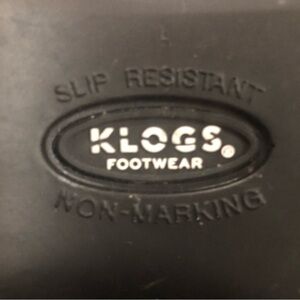 SLIP RESISTANT
KLOGS®
FOOTWEAR
NON-MARKING